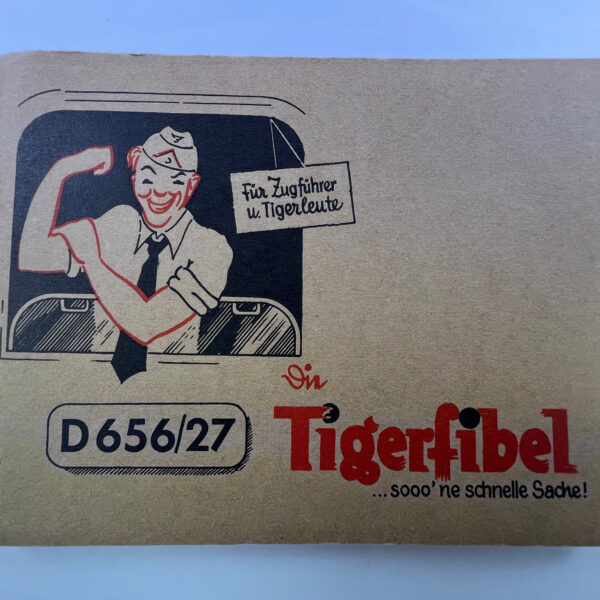 Für Zugführer
u. Tigerleute
Die
D 656/27
Tigerfibel
...sooo' ne schnelle Sache!